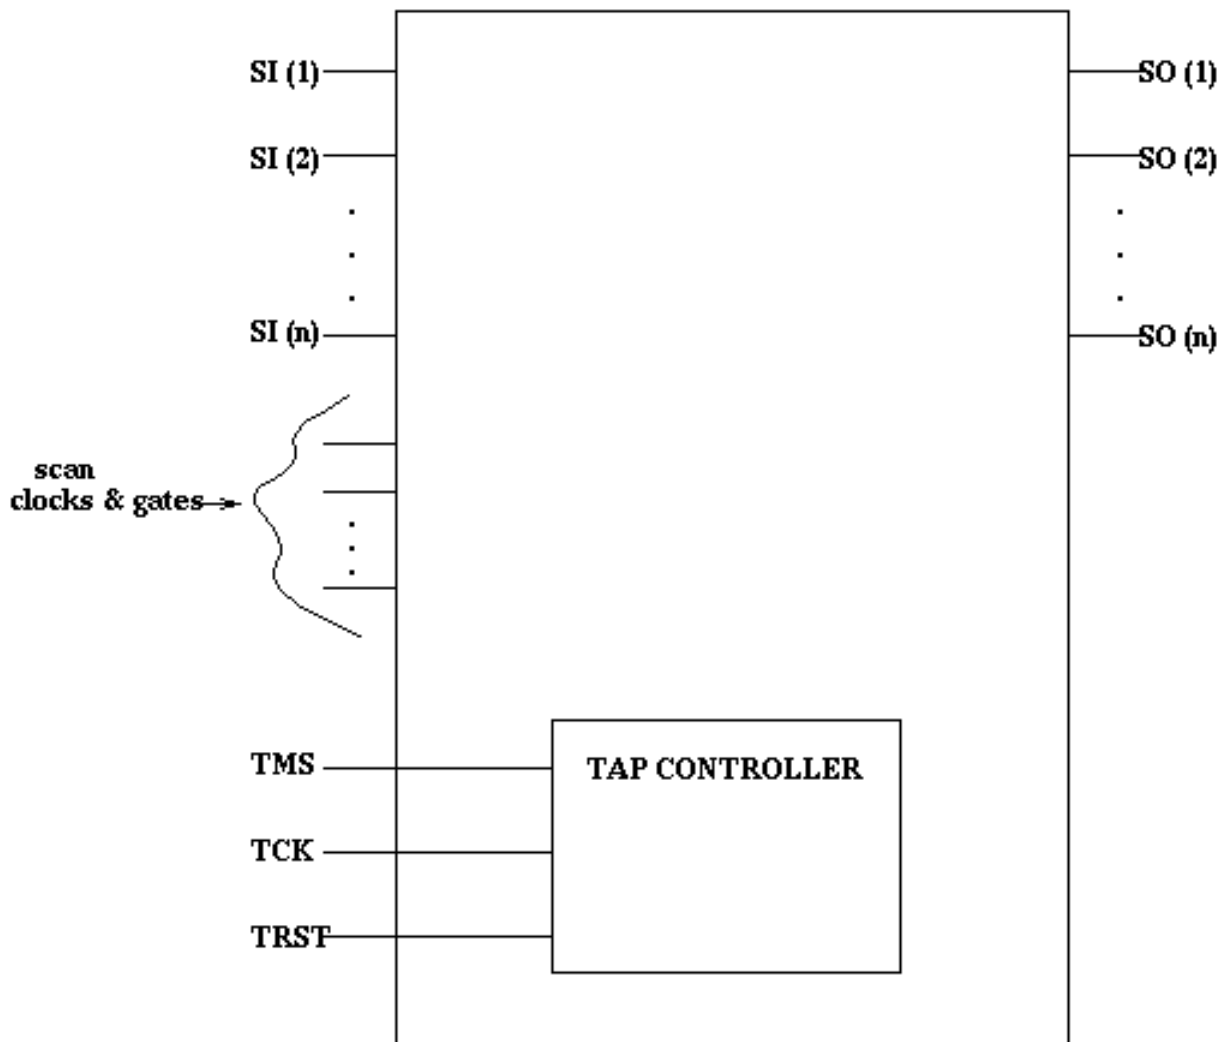 SI (1)
SO (1)
SI (2)
SO (2)
SI (n)
SO (n)
scan
clocks & gates
TMS
TAP CONTROLLER
TCK
TRST